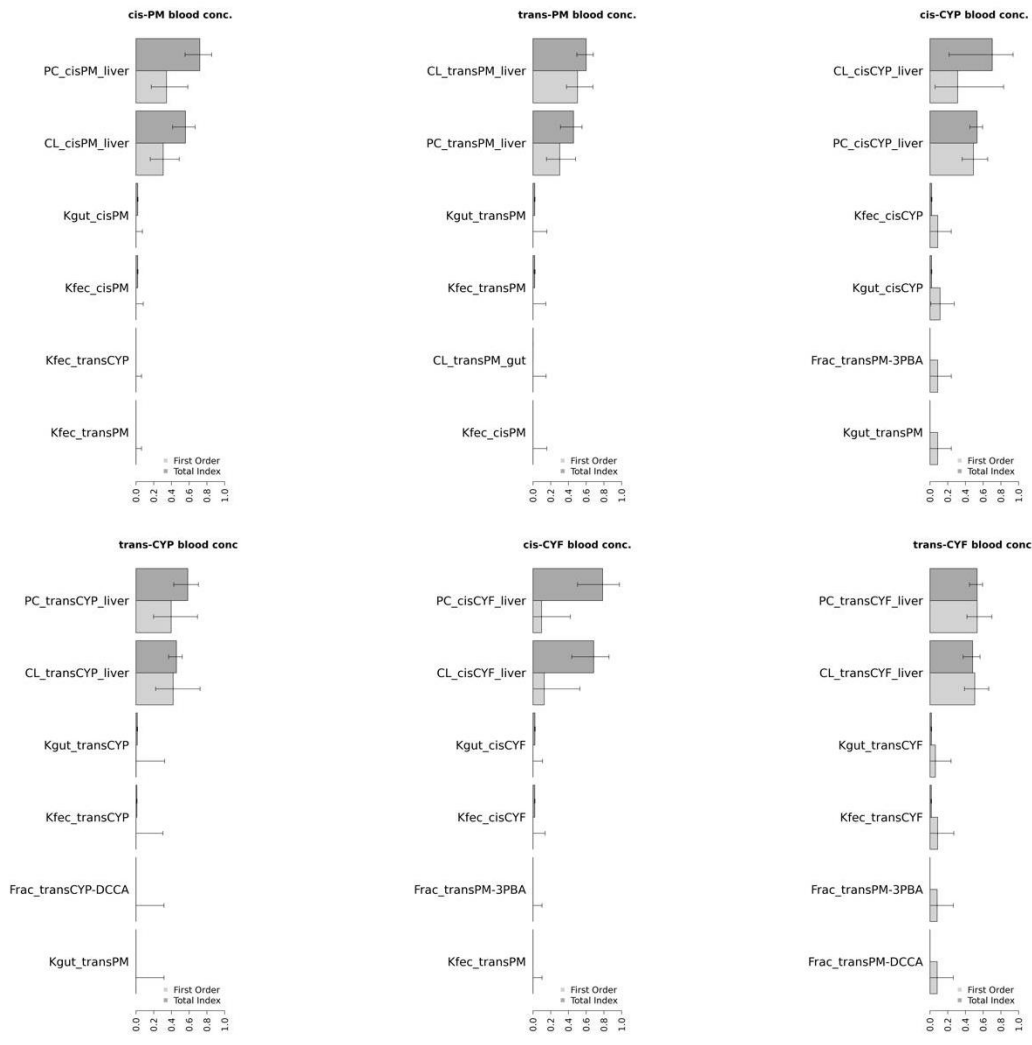 cis-PM blood conc.
PC_cisPM_liver
CL_cisPM_liver
Kgut_cisPM
Kfec_cisPM
Kfec_transCYP
Kfec_transPM
First Order
Total Index
0.0 0.2 0.4 0.6 0.8 1.0
trans-PM blood conc.
CL_transPM_liver
PC_transPM_liver
Kgut_transPM
Kfec_transPM
CL_transPM_gut
Kfec_cisPM
First Order
Total Index
0.0 0.2 0.4 0.6 0.8 1.0
cis-CYP blood conc.
CL_cisCYP_liver
PC_cisCYP_liver
Kfec_cisCYP
Kgut_cisCYP
Frac_transPM-3PBA
Kgut_transPM
First Order
Total Index
0.0 0.2 0.4 0.6 0.8 1.0
trans-CYP blood conc
PC_transCYP_liver
CL_transCYP_liver
Kgut_transCYP
Kfec_transCYP
Frac_transCYP-DCCA
Kgut_transPM
First Order
Total Index
0.0 0.2 0.4 0.6 0.8 1.0
cis-CYF blood conc.
PC_cisCYF_liver
CL_cisCYF_liver
Kgut_cisCYF
Kfec_cisCYF
Frac_transPM-3PBA
Kfec_transPM
First Order
Total Index
0.0 0.2 0.4 0.6 0.8 1.0
trans-CYF blood conc.
PC_transCYF_liver
CL_transCYF_liver
Kgut_transCYF
Kfec_transCYF
Frac_transPM-3PBA
Frac_transPM-DCCA
First Order
Total Index
0.0 0.2 0.4 0.6 0.8 1.0